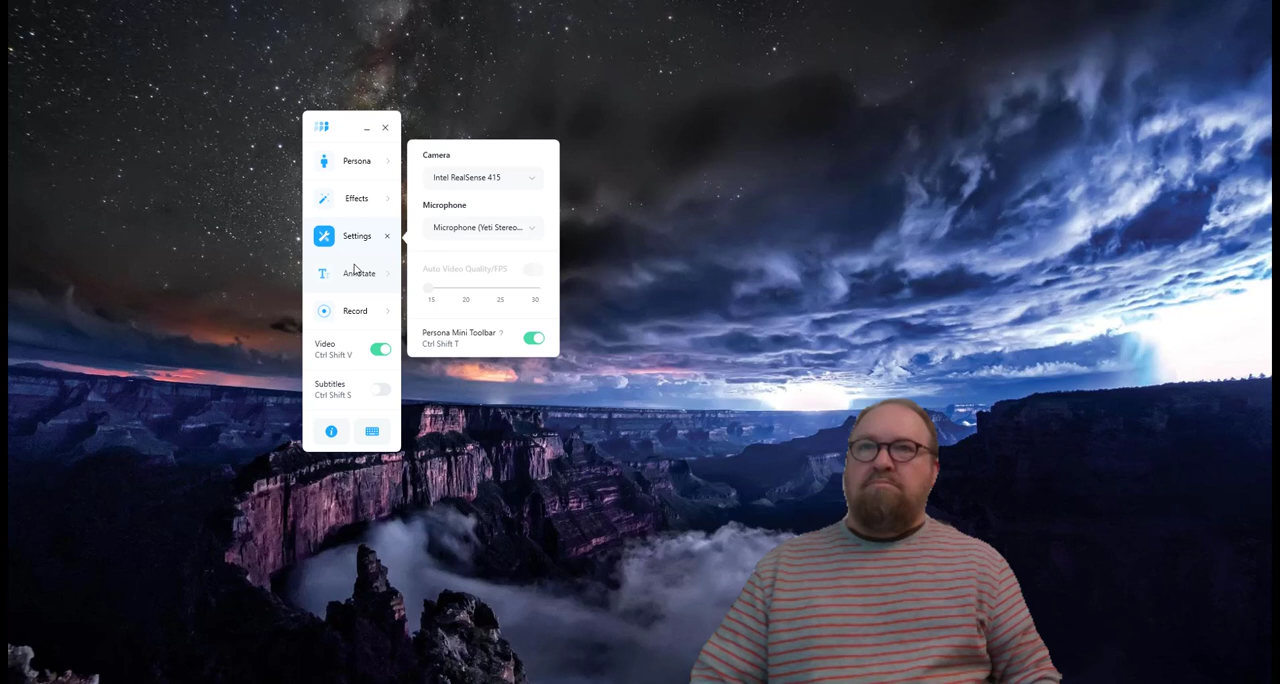 Persona
Effects
Settings
Annotate
Record
Video
Ctrl Shift V
Subtitles
Ctrl Shift S
Camera
Intel RealSense 415
Microphone
Microphone (Yeti Stereo...
Auto Video Quality/FPS
15 20 25 30
Persona Mini Toolbar ?
Ctrl Shift T